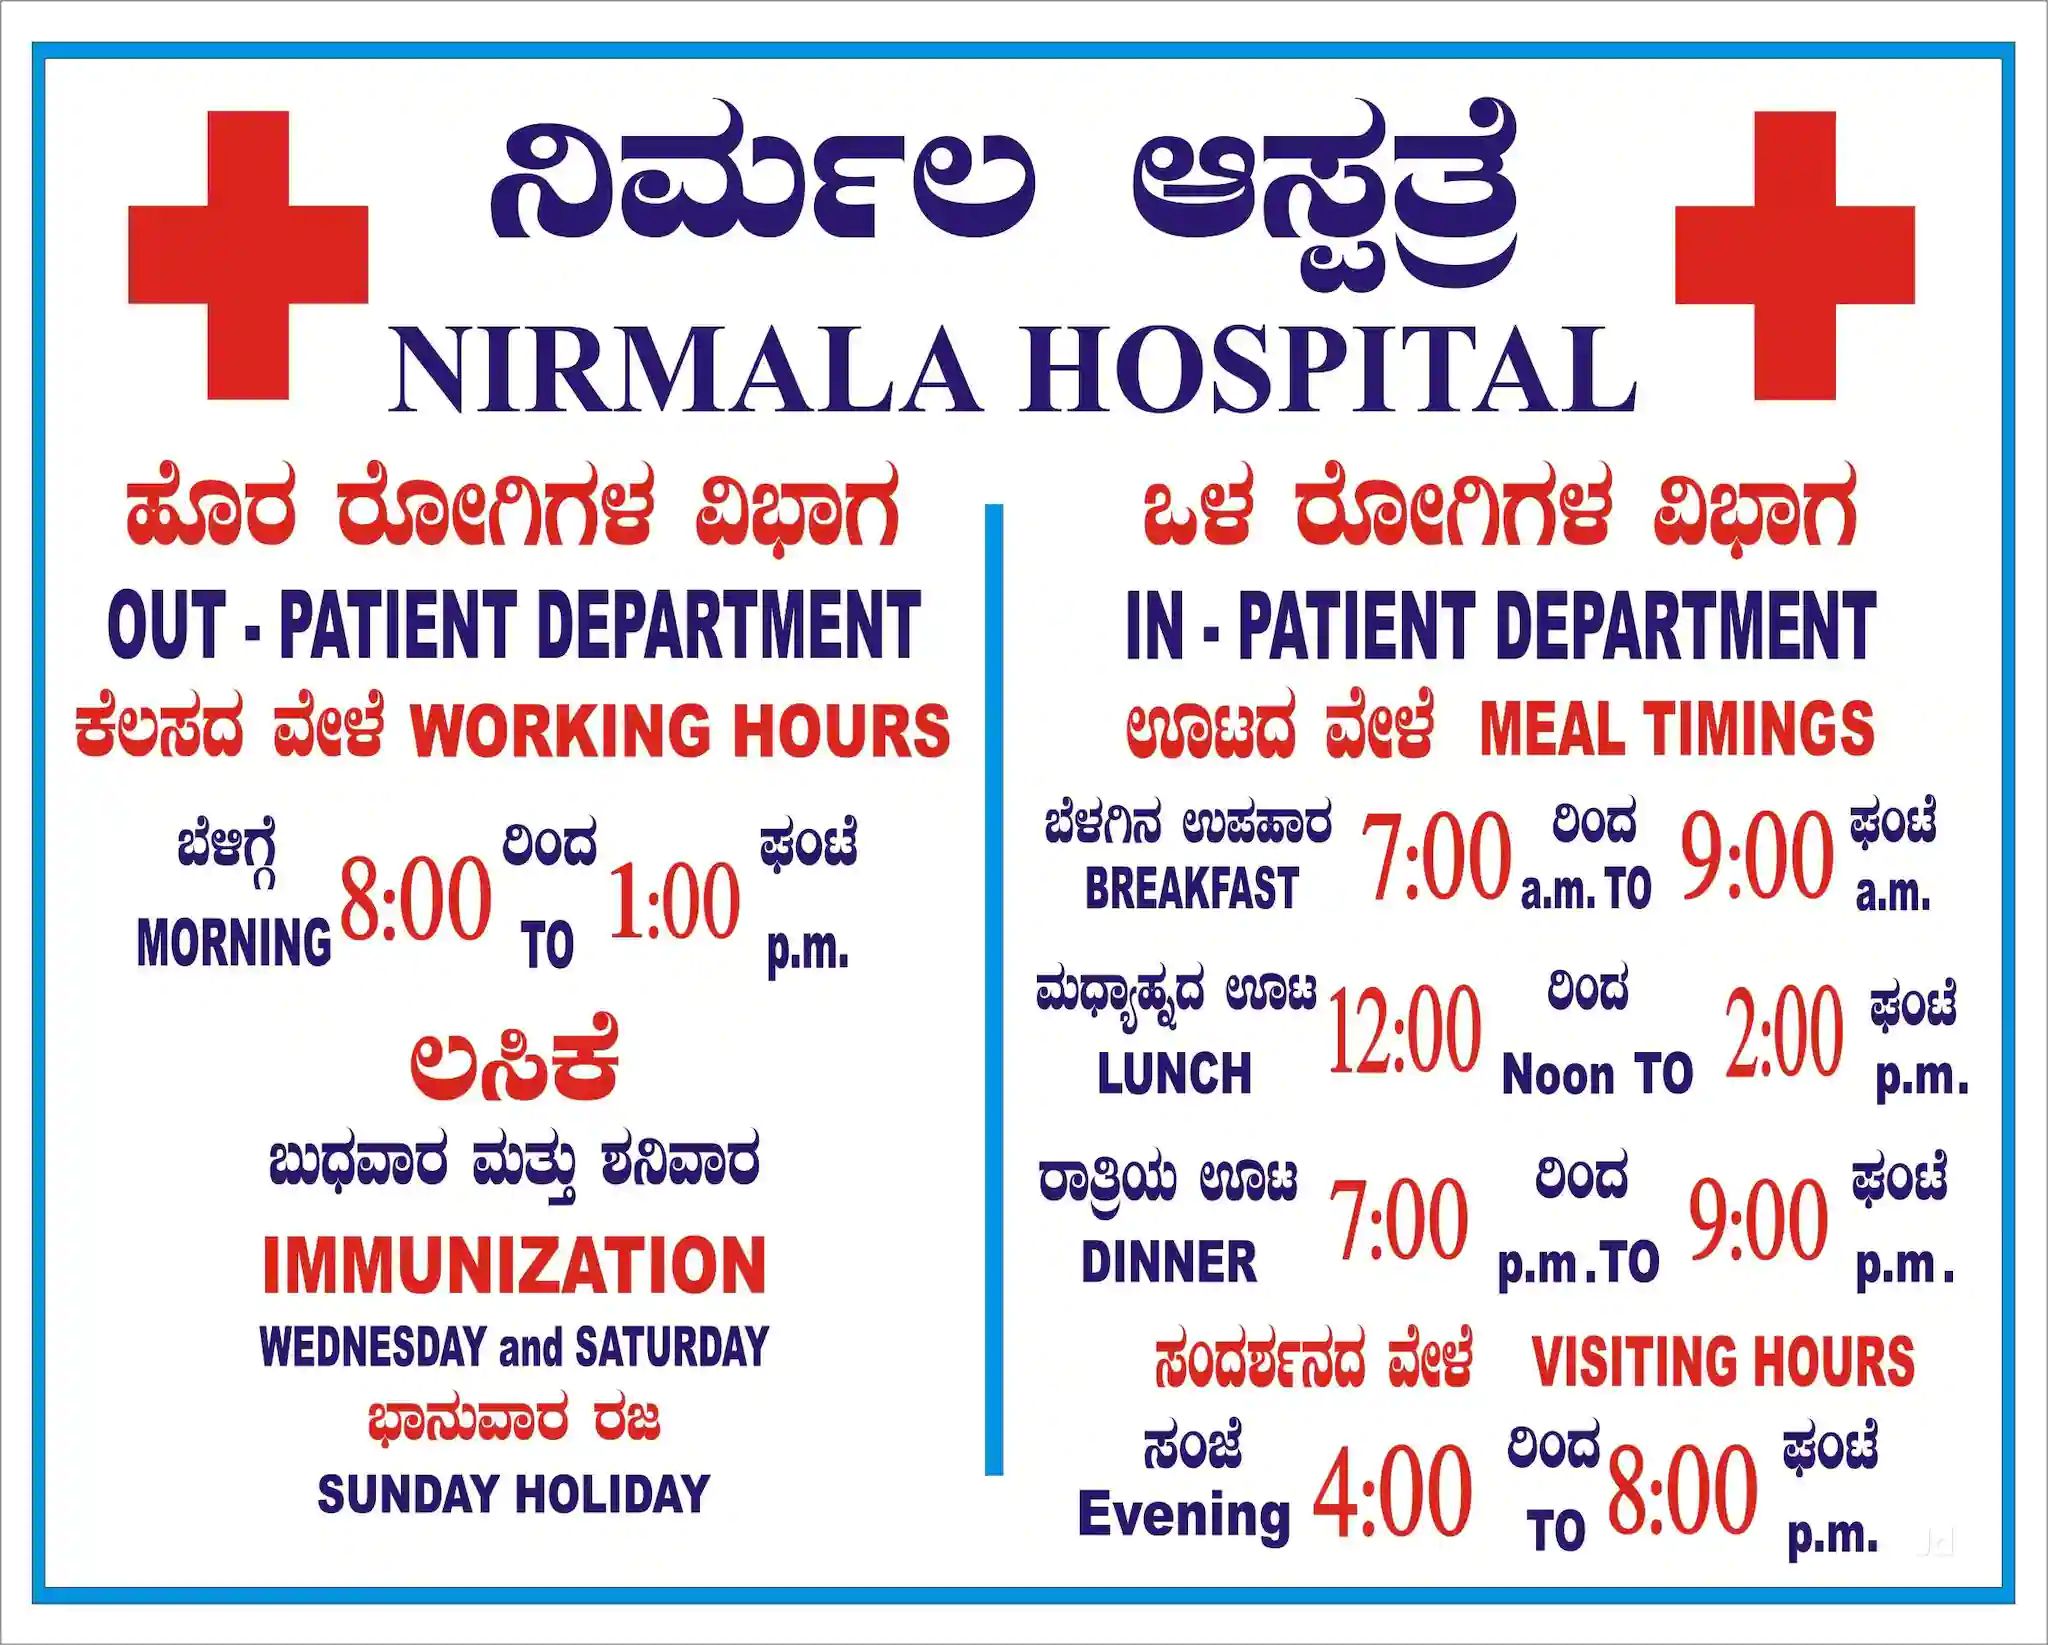 ನಿರ್ಮಲ ಆಸ್ಪತ್ರೆ
NIRMALA HOSPITAL
ಹೊರ ರೋಗಿಗಳ ವಿಭಾಗ
OUT - PATIENT DEPARTMENT
ಕೆಲಸದ ವೇಳೆ WORKING HOURS
ಬೆಳಿಗ್ಗೆ 8:00 ರಿಂದ 1:00 ಘಂಟೆ
MORNING TO p.m.
ಲಸಿಕೆ
ಬುಧವಾರ ಮತ್ತು ಶನಿವಾರ
IMMUNIZATION
WEDNESDAY and SATURDAY
ಭಾನುವಾರ ರಜ
SUNDAY HOLIDAY
ಒಳ ರೋಗಿಗಳ ವಿಭಾಗ
IN - PATIENT DEPARTMENT
ಊಟದ ವೇಳೆ MEAL TIMINGS
ಬೆಳಗಿನ ಉಪಹಾರ 7:00 ರಿಂದ 9:00 ಘಂಟೆ
BREAKFAST a.m. TO a.m.
ಮಧ್ಯಾಹ್ನದ ಊಟ 12:00 ರಿಂದ 2:00 ಘಂಟೆ
LUNCH Noon TO p.m.
ರಾತ್ರಿಯ ಊಟ 7:00 ರಿಂದ 9:00 ಘಂಟೆ
DINNER p.m.TO p.m.
ಸಂದರ್ಶನದ ವೇಳೆ VISITING HOURS
ಸಂಜೆ 4:00 ರಿಂದ 8:00 ಘಂಟೆ
Evening TO p.m.
Jd